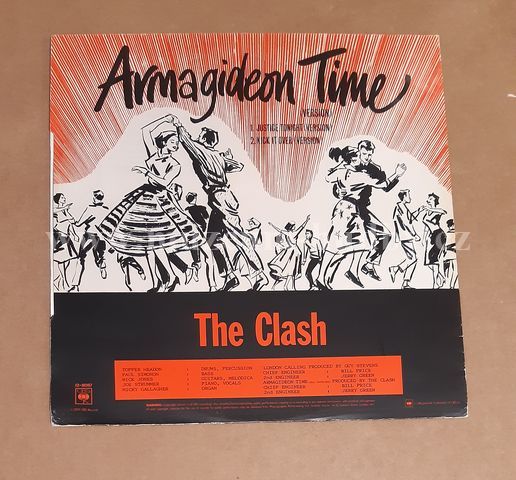 Armagideon Time
(VERSION)
1. JUSTICE TONIGHT (VERSION)
2. KICK IT OVER (VERSION)
The Clash
TOPPER HEADON : DRUMS, PERCUSSION
PAUL SIMONON : BASS
MICK JONES : GUITARS, MELODICA
JOE STRUMMER : PIANO, VOCALS
MICKY GALLAGHER : ORGAN
LONDON CALLING PRODUCED BY GUY STEVENS
CHIEF ENGINEER : BILL PRICE
2nd ENGINEER : JERRY GREEN
ARMAGIDEON TIME PRODUCED BY THE CLASH
CHIEF ENGINEER : BILL PRICE
2nd ENGINEER : JERRY GREEN
CBS